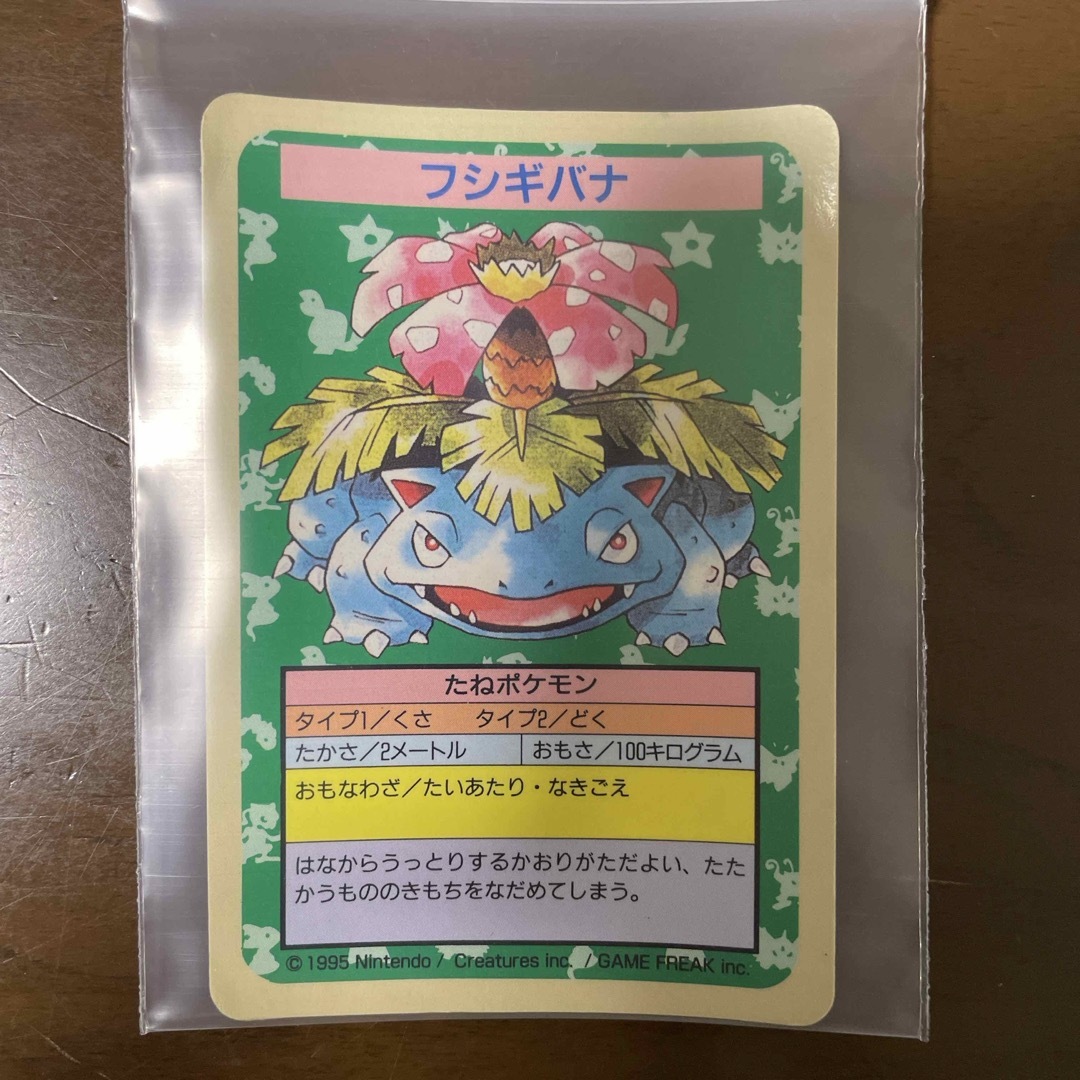 フシギバナ
たねポケモン
タイプ1/くさ　タイプ2/どく
たかさ/2メートル　おもさ/100キログラム
おもなわざ/たいあたり・なきごえ
はなからうっとりするかおりがただよい、たた
かうもののきもちをなだめてしまう。
© 1995 Nintendo / Creatures inc. / GAME FREAK inc.